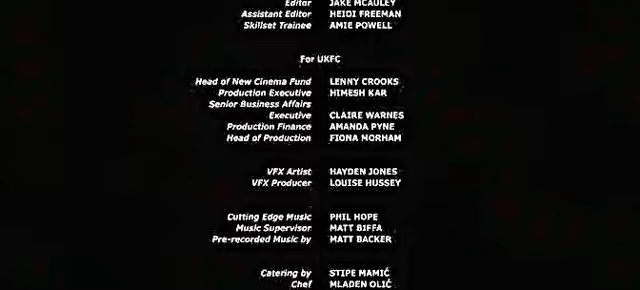 Editor JAKE MCAULEY
Assistant Editor HEIDI FREEMAN
Skillset Trainee AMIE POWELL
For UKFC
Head of New Cinema Fund LENNY CROOKS
Production Executive HIMESH KAR
Senior Business Affairs
Executive CLAIRE WARNES
Production Finance AMANDA PYNE
Head of Production FIONA MORHAM
VFX Artist HAYDEN JONES
VFX Producer LOUISE HUSSEY
Cutting Edge Music PHIL HOPE
Music Supervisor MATT BIFFA
Pre-recorded Music by MATT BACKER
Catering by STIPE MAMIĆ
Chef MLADEN OLIĆ